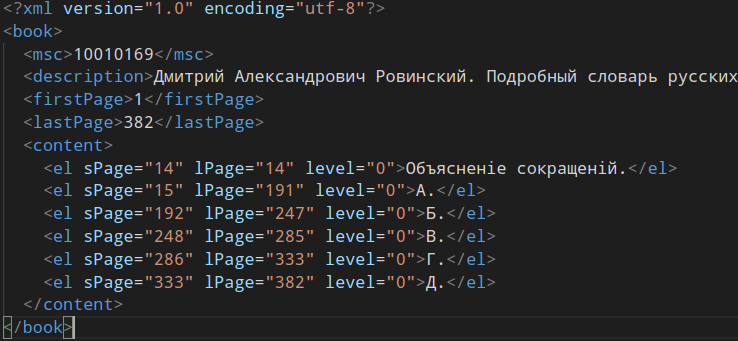 <?xml version="1.0" encoding="utf-8"?>
<book>
<msc>10010169</msc>
<description>Дмитрий Александрович Ровинский. Подробный словарь русских
<firstPage>1</firstPage>
<lastPage>382</lastPage>
<content>
<el sPage="14" lPage="14" level="0">Объясненіе сокращеній.</el>
<el sPage="15" lPage="191" level="0">А.</el>
<el sPage="192" lPage="247" level="0">Б.</el>
<el sPage="248" lPage="285" level="0">В.</el>
<el sPage="286" lPage="333" level="0">Г.</el>
<el sPage="333" lPage="382" level="0">Д.</el>
</content>
</book>